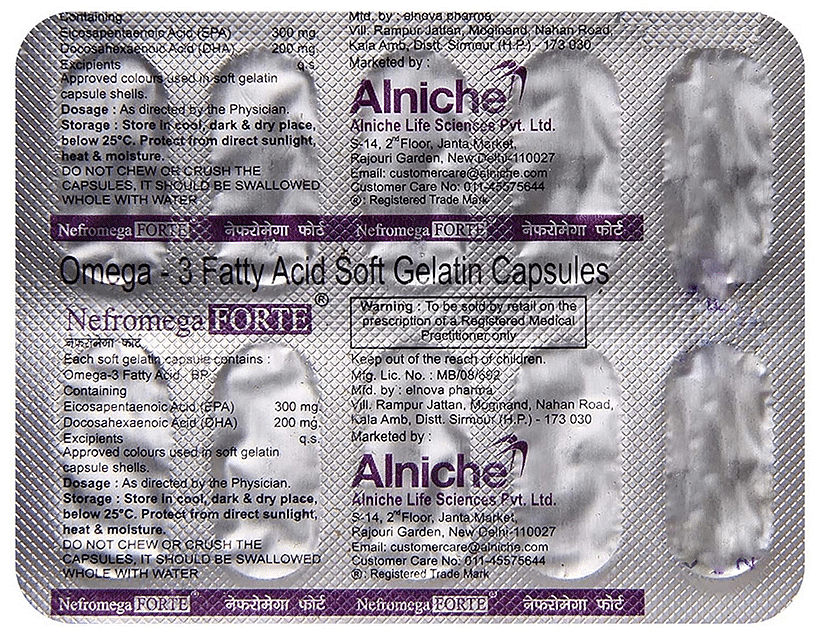 Containing
Eicosapentaenoic Acid (EPA) 300 mg.
Docosahexaenoic Acid (DHA) 200 mg.
Excipients q.s.
Approved colours used in soft gelatin
capsule shells.
Dosage : As directed by the Physician.
Storage : Store in cool, dark & dry place,
below 25°C. Protect from direct sunlight,
heat & moisture.
DO NOT CHEW OR CRUSH THE
CAPSULES, IT SHOULD BE SWALLOWED
WHOLE WITH WATER
Mfd. by : elnova pharma
Vill. Rampur Jattan, Moginand, Nahan Road,
Kala Amb, Distt. Sirmour (H.P.) - 173 030
Marketed by :
Alniche
Alniche Life Sciences Pvt. Ltd.
S-14, 2nd Floor, Janta Market,
Rajouri Garden, New Delhi-110027
Email: customercare@alniche.com
Customer Care No: 011-45575644
®: Registered Trade Mark
Nefromega FORTE® नेफरोमेगा फोर्ट Nefromega FORTE® नेफरोमेगा फोर्ट
Omega - 3 Fatty Acid Soft Gelatin Capsules
Nefromega FORTE®
नेफरोमेगा फोर्ट
Each soft gelatin capsule contains :
Omega-3 Fatty Acid BP
Containing
Eicosapentaenoic Acid (EPA) 300 mg.
Docosahexaenoic Acid (DHA) 200 mg.
Excipients q.s.
Approved colours used in soft gelatin
capsule shells.
Dosage : As directed by the Physician.
Storage : Store in cool, dark & dry place,
below 25°C. Protect from direct sunlight,
heat & moisture.
DO NOT CHEW OR CRUSH THE
CAPSULES, IT SHOULD BE SWALLOWED
WHOLE WITH WATER
Warning : To be sold by retail on the
prescription of a Registered Medical
Practitioner only
Keep out of the reach of children.
Mfg. Lic. No. : MB/08/692
Mfd. by : elnova pharma
Vill. Rampur Jattan, Moginand, Nahan Road,
Kala Amb, Distt. Sirmour (H.P.) - 173 030
Marketed by :
Alniche
Alniche Life Sciences Pvt. Ltd.
S-14, 2nd Floor, Janta Market,
Rajouri Garden, New Delhi-110027
Email: customercare@alniche.com
Customer Care No: 011-45575644
®: Registered Trade Mark
Nefromega FORTE® नेफरोमेगा फोर्ट Nefromega FORTE® नेफरोमेगा फोर्ट